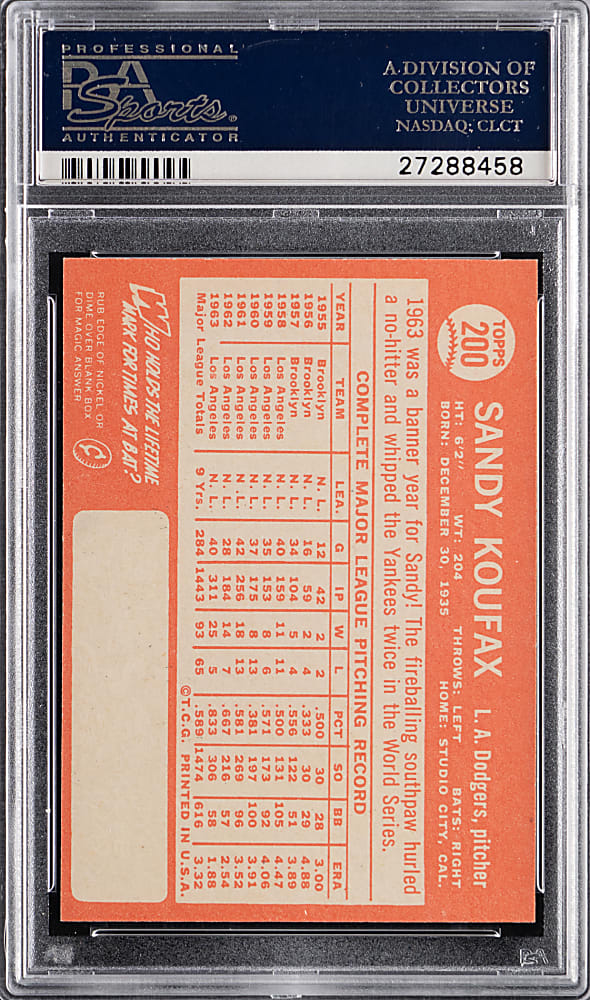 PROFESSIONAL
PSA
Sports®
AUTHENTICATOR
A DIVISION OF
COLLECTORS
UNIVERSE
NASDAQ: CLCT
27288458
TOPPS
200
SANDY KOUFAX L. A. Dodgers, pitcher
HT: 6'2" WT: 204 THROWS: LEFT BATS: RIGHT
BORN: DECEMBER 30, 1935 HOME: STUDIO CITY, CAL.
1963 was a banner year for Sandy! The fireballing southpaw hurled
a no-hitter and whipped the Yankees twice in the World Series.
COMPLETE MAJOR LEAGUE PITCHING RECORD
YEAR TEAM LEA. G IP W L PCT SO BB ERA
1955 Brooklyn N. L. 12 42 2 2 .500 30 28 3.00
1956 Brooklyn N. L. 16 59 2 4 .333 30 29 4.88
1957 Brooklyn N. L. 34 104 5 4 .556 122 51 3.89
1958 Los Angeles N. L. 40 159 11 11 .500 131 105 4.47
1959 Los Angeles N. L. 35 153 8 6 .571 173 92 4.06
1960 Los Angeles N. L. 37 175 8 13 .381 197 100 3.91
1961 Los Angeles N. L. 42 256 18 13 .581 269 96 3.52
1962 Los Angeles N. L. 28 184 14 7 .667 216 57 2.54
1963 Los Angeles N. L. 40 311 25 5 .833 306 58 1.88
Major League Totals 9 Yrs. 284 1443 93 65 .589 1474 616 3.32
© T.C.G. PRINTED IN U.S.A.
WHO HOLDS THE LIFETIME
MARK FOR TIMES AT BAT?
RUB EDGE OF NICKEL OR
DIME OVER BLANK BOX
FOR MAGIC ANSWER
PSA